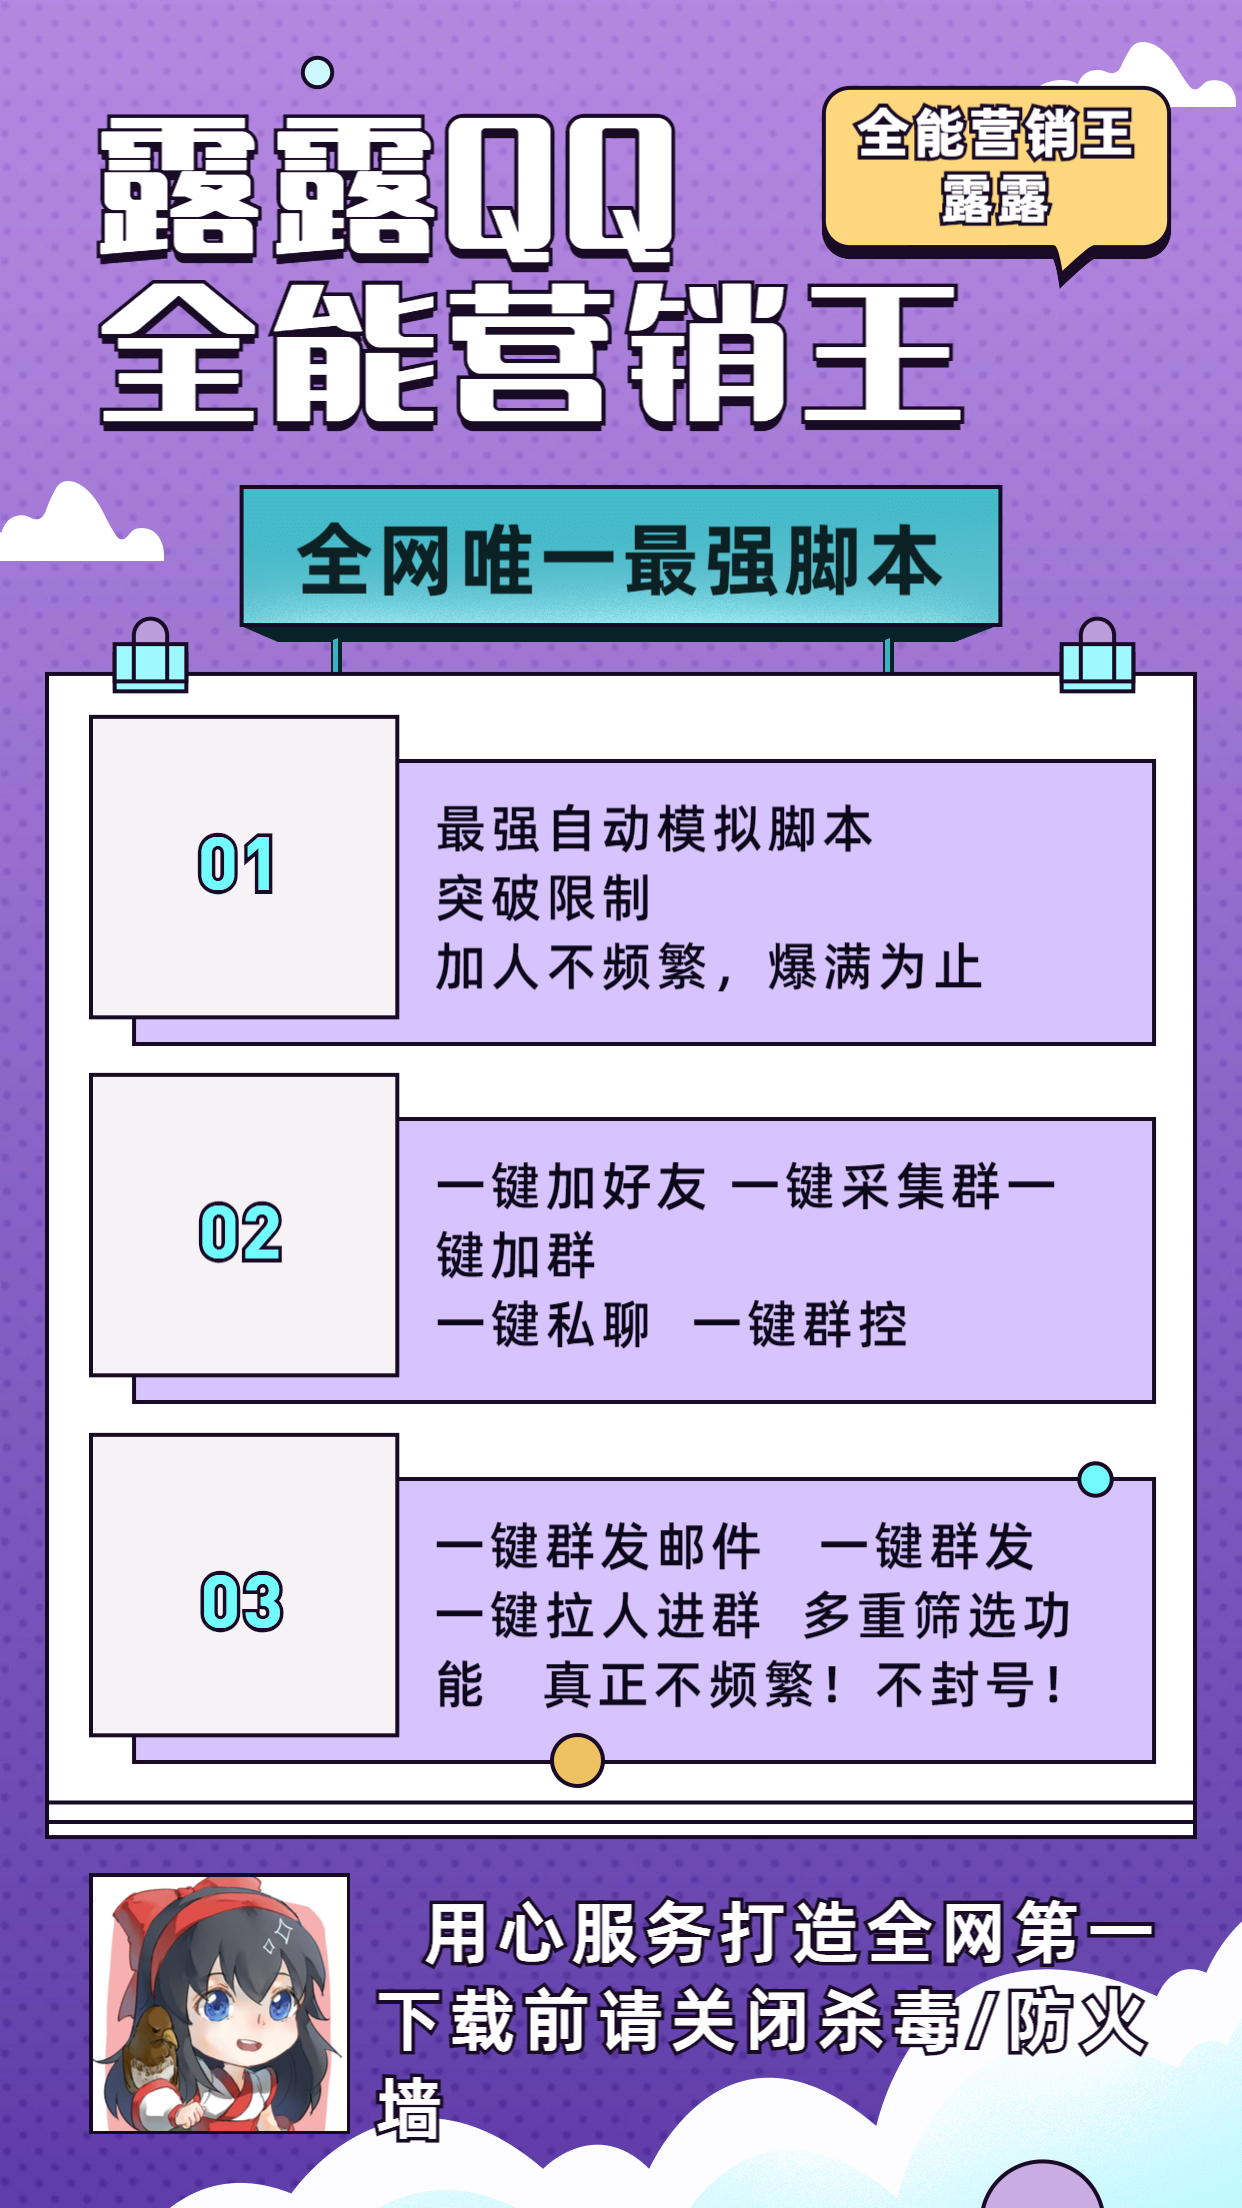 露露QQ
全能营销王
全能营销王
露露
全网唯一最强脚本
01
最强自动模拟脚本
突破限制
加人不频繁，爆满为止
02
一键加好友 一键采集群一
键加群
一键私聊 一键群控
03
一键群发邮件 一键群发
一键拉人进群 多重筛选功
能 真正不频繁！不封号！
用心服务打造全网第一
下载前请关闭杀毒/防火
墙